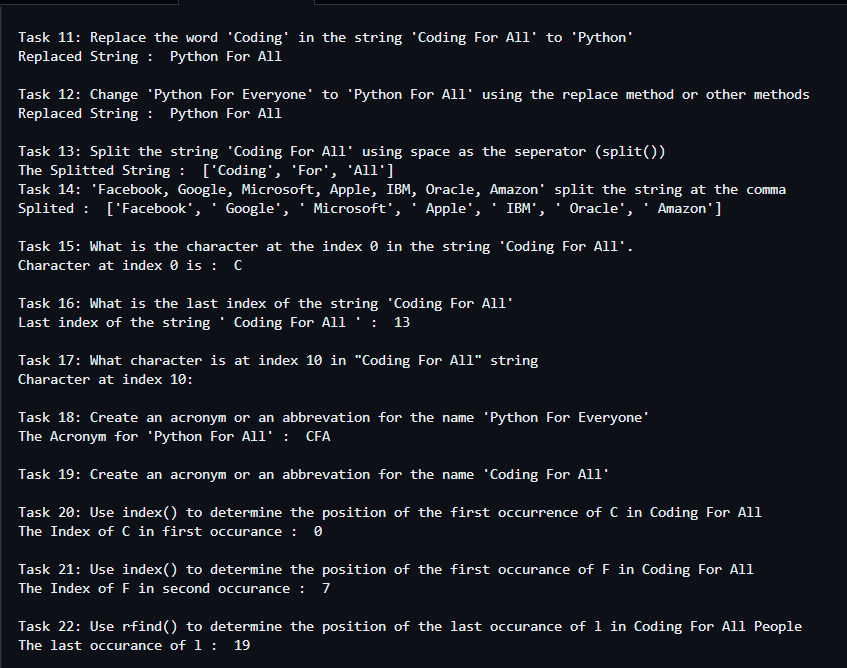 Task 11: Replace the word 'Coding' in the string 'Coding For All' to 'Python'
Replaced String :  Python For All
Task 12: Change 'Python For Everyone' to 'Python For All' using the replace method or other methods
Replaced String :  Python For All
Task 13: Split the string 'Coding For All' using space as the seperator (split())
The Splitted String :  ['Coding', 'For', 'All']
Task 14: 'Facebook, Google, Microsoft, Apple, IBM, Oracle, Amazon' split the string at the comma
Splited :  ['Facebook', ' Google', ' Microsoft', ' Apple', ' IBM', ' Oracle', ' Amazon']
Task 15: What is the character at the index 0 in the string 'Coding For All'.
Character at index 0 is :  C
Task 16: What is the last index of the string 'Coding For All'
Last index of the string ' Coding For All ' :  13
Task 17: What character is at index 10 in "Coding For All" string
Character at index 10:
Task 18: Create an acronym or an abbrevation for the name 'Python For Everyone'
The Acronym for 'Python For All' :  CFA
Task 19: Create an acronym or an abbrevation for the name 'Coding For All'
Task 20: Use index() to determine the position of the first occurrence of C in Coding For All
The Index of C in first occurance :  0
Task 21: Use index() to determine the position of the first occurance of F in Coding For All
The Index of F in second occurance :  7
Task 22: Use rfind() to determine the position of the last occurance of l in Coding For All People
The last occurance of l :  19